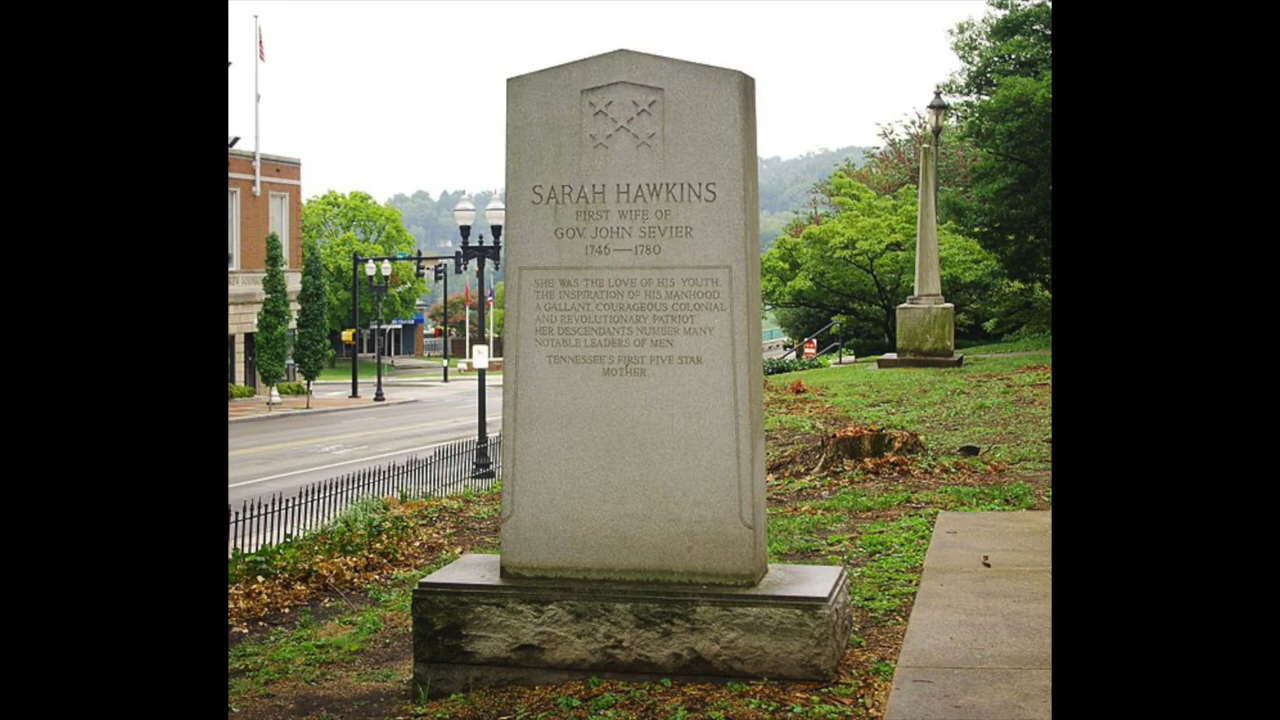 SARAH HAWKINS
FIRST WIFE OF
GOV. JOHN SEVIER
1746—1780
SHE WAS THE LOVE OF HIS YOUTH,
THE INSPIRATION OF HIS MANHOOD,
A GALLANT, COURAGEOUS COLONIAL
AND REVOLUTIONARY PATRIOT
HER DESCENDANTS NUMBER MANY
NOTABLE LEADERS OF MEN.
TENNESSEE'S FIRST FIVE STAR
MOTHER.